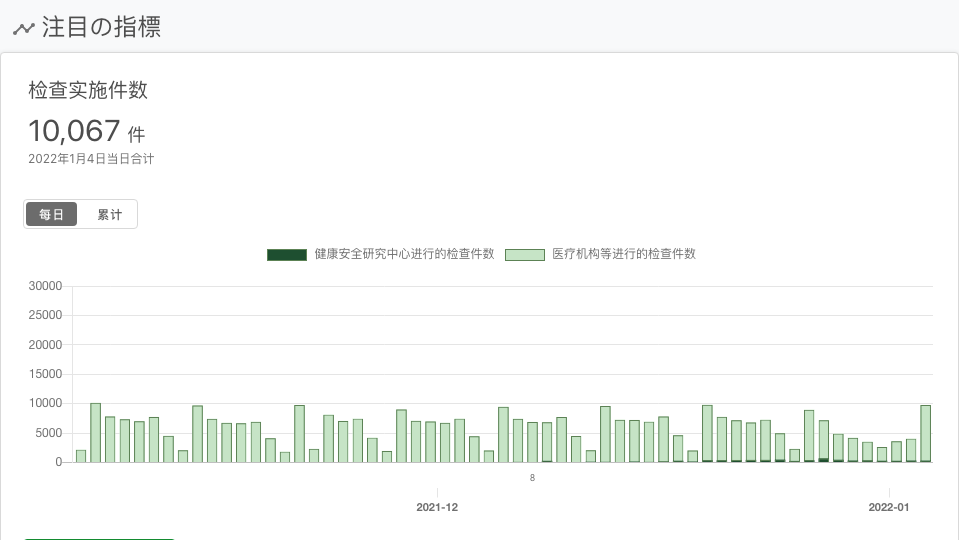 注目の指標
检查实施件数
10,067 件
2022年1月4日当日合计
每日 累计
健康安全研究中心进行的检查件数 医疗机构等进行的检查件数
30000
25000
20000
15000
10000
5000
0
8
2021-12 2022-01